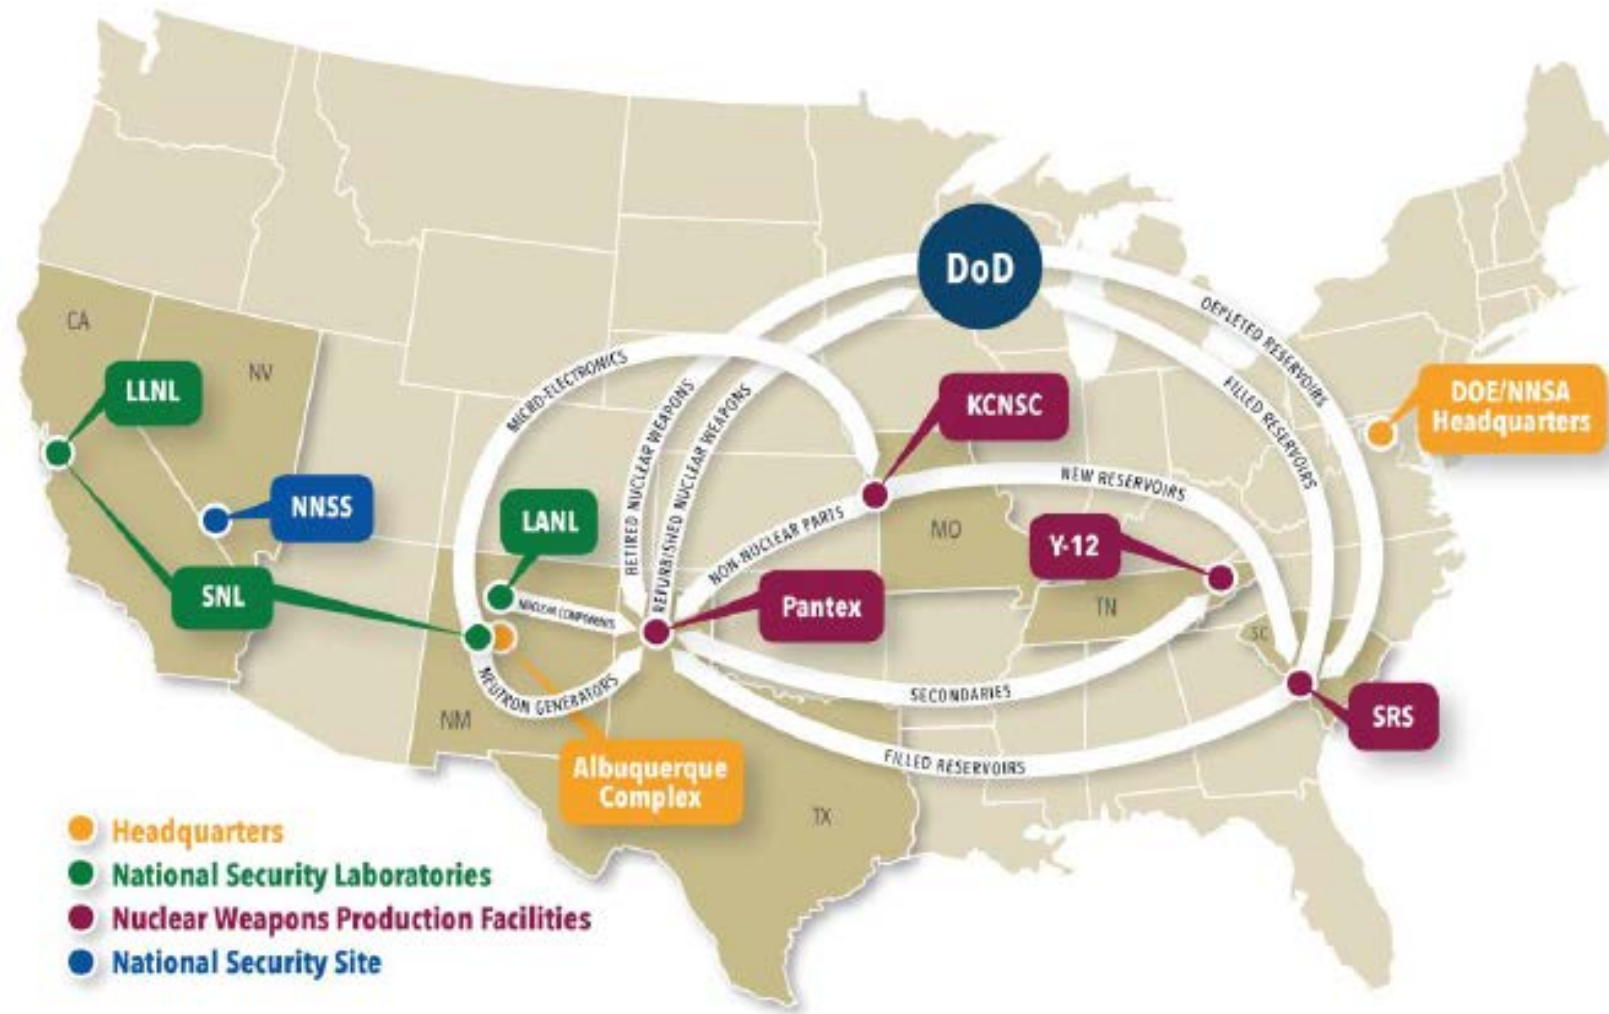 DoD
CA
NV
LLNL
NNSS
SNL
LANL
KCNSC
DOE/NNSA
Headquarters
MICRO-ELECTRONICS
RETIRED NUCLEAR WEAPONS
REFURBISHED NUCLEAR WEAPONS
DEPLETED RESERVOIRS
FILLED RESERVOIRS
NON-NUCLEAR PARTS
NEW RESERVOIRS
MO
Y-12
NUCLEAR COMPONENTS
Pantex
TN
SC
NEUTRON GENERATORS
SECONDARIES
NM
SRS
FILLED RESERVOIRS
Albuquerque
Complex
TX
Headquarters
National Security Laboratories
Nuclear Weapons Production Facilities
National Security Site